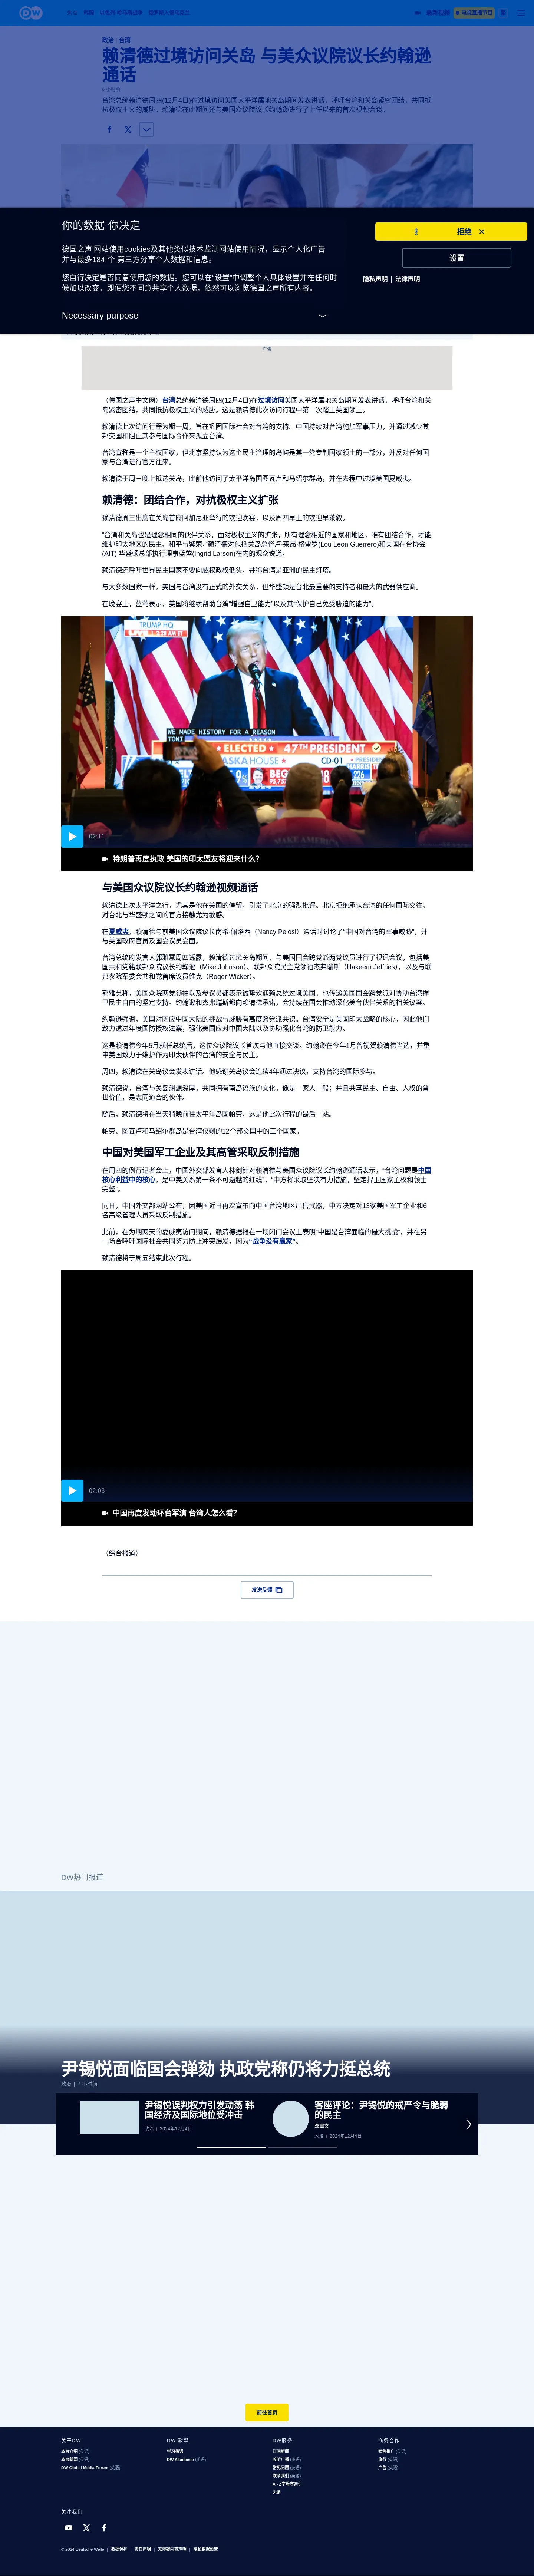 DW
最新视频
电视直播节目
政治 | 台湾
赖清德过境访问关岛 与美众议院议长约翰逊
通话
台湾总统赖清德周四(12月4日)在过境访问美国太平洋属地关岛期间发表讲话，呼吁台湾和关岛紧密团结，共同抵
抗极权主义的威胁。赖清德在此期间还与美国众议院议长约翰逊进行了上任以来的首次视频会谈。
你的数据 你决定
拒绝
德国之声网站使用cookies及其他类似技术监测网站使用情况，显示个人化广告
并与最多184 个;第三方分享个人数据和信息。
设置
您自行决定是否同意使用您的数据。您可以在"设置"中调整个人具体设置并在任何时
候加以改变。即便您不同意共享个人数据，依然可以浏览德国之声所有内容。
隐私声明 | 法律声明
Necessary purpose
广告
（德国之声中文网）台湾总统赖清德周四(12月4日)在过境访问美国太平洋属地关岛期间发表讲话，呼吁台湾和关
岛紧密团结，共同抵抗极权主义的威胁。这是赖清德此次访问行程中第二次踏上美国领土。
赖清德此次访问行程为期一周，旨在巩固国际社会对台湾的支持。中国持续对台湾施加军事压力，并通过减少其
邦交国和阻止其参与国际合作来孤立台湾。
台湾宣称是一个主权国家，但北京坚持认为这个民主治理的岛屿是其一党专制国家领土的一部分，并反对任何国
家与台湾进行官方往来。
赖清德于周三晚上抵达关岛，此前他访问了太平洋岛国图瓦卢和马绍尔群岛，并在去程中过境美国夏威夷。
赖清德：团结合作，对抗极权主义扩张
赖清德周三出席在关岛首府阿加尼亚举行的欢迎晚宴，以及周四早上的欢迎早茶叙。
“台湾和关岛也是理念相同的伙伴关系，面对极权主义的扩张，所有理念相近的国家和地区，唯有团结合作，才能
维护印太地区的民主、和平与繁荣,”赖清德对包括关岛总督卢·莱昂·格雷罗(Lou Leon Guerrero)和美国在台协会
(AIT) 华盛顿总部执行理事蓝莺(Ingrid Larson)在内的观众说道。
赖清德还呼吁世界民主国家不要向威权政权低头，并称台湾是亚洲的民主灯塔。
与大多数国家一样，美国与台湾没有正式的外交关系，但华盛顿是台北最重要的支持者和最大的武器供应商。
在晚宴上，蓝莺表示，美国将继续帮助台湾“增强自卫能力”以及其“保护自己免受胁迫的能力”。
TRUMP HQ
WE MADE HISTORY FOR A REASON
TONI
ELECTED
47TH PRESIDENT
ALASKA
HOUSE
CD-01
02:11
特朗普再度执政 美国的印太盟友将迎来什么？
与美国众议院议长约翰逊视频通话
赖清德此次太平洋之行，尤其是他在美国的停留，引发了北京的强烈批评。北京拒绝承认台湾的任何国际交往，
对台北与华盛顿之间的官方接触尤为敏感。
在夏威夷，赖清德与前美国众议院议长南希·佩洛西（Nancy Pelosi）通话时讨论了“中国对台湾的军事威胁”，并
与美国政府官员及国会议员会面。
台湾总统府发言人郭雅慧周四透露，赖清德过境关岛期间，与美国国会跨党派两党议员进行了视讯会议，包括美
国共和党籍联邦众院议长约翰逊（Mike Johnson）、联邦众院民主党领袖杰弗瑞斯（Hakeem Jeffries），以及与联
邦参院军委会共和党首席议员维克（Roger Wicker）。
郭雅慧称，美国众院两党领袖以及参议员都表示诚挚欢迎赖总统过境美国，也传递美国国会跨党派对协助台湾捍
卫民主自由的坚定支持。约翰逊和杰弗瑞斯都向赖清德承诺，会持续在国会推动深化美台伙伴关系的相关议案。
约翰逊强调，美国对因应中国大陆的挑战与威胁有高度跨党派共识。台湾安全是美国印太战略的核心，因此他们
致力透过年度国防授权法案，强化美国应对中国大陆以及协助强化台湾的防卫能力。
这是赖清德今年5月就任总统后，这位众议院议长首次与他直接交谈。约翰逊在今年1月曾祝贺赖清德当选，并重
申美国致力于维护作为印太伙伴的台湾的安全与民主。
周四，赖清德在关岛议会发表讲话。他感谢关岛议会连续4年通过决议，支持台湾的国际参与。
赖清德说，台湾与关岛渊源深厚，共同拥有南岛语族的文化，像是一家人一般；并且共享民主、自由、人权的普
世价值，是志同道合的伙伴。
随后，赖清德将在当天稍晚前往太平洋岛国帕劳，这是他此次行程的最后一站。
帕劳、图瓦卢和马绍尔群岛是台湾仅剩的12个邦交国中的三个国家。
中国对美国军工企业及其高管采取反制措施
在周四的例行记者会上，中国外交部发言人林剑针对赖清德与美国众议院议长约翰逊通话表示，“台湾问题是中国
核心利益中的核心，是中美关系第一条不可逾越的红线”，“中方将采取坚决有力措施，坚定捍卫国家主权和领土
完整”。
同日，中国外交部网站公布，因美国近日再次宣布向中国台湾地区出售武器，中方决定对13家美国军工企业和6
名高级管理人员采取反制措施。
此前，在为期两天的夏威夷访问期间，赖清德据报在一场闭门会议上表明“中国是台湾面临的最大挑战”，并在另
一场合呼吁国际社会共同努力防止冲突爆发，因为“战争没有赢家”。
赖清德将于周五结束此次行程。
02:03
中国再度发动环台军演 台湾人怎么看？
（综合报道）
发送反馈
DW热门报道
尹锡悦面临国会弹劾 执政党称仍将力挺总统
政治 | 7 小时前
尹锡悦误判权力引发动荡 韩
国经济及国际地位受冲击
政治 | 2024年12月4日
客座评论：尹锡悦的戒严令与脆弱
的民主
邓聿文
政治 | 2024年12月4日
前往首页
关于DW
本台介绍 (英语)
本台新闻 (英语)
DW Global Media Forum (英语)
DW 教学
学习德语
DW Akademie (英语)
DW服务
订阅新闻
收听广播 (英语)
常见问题 (英语)
联系我们 (英语)
A - Z字母序索引
头条
商务合作
销售推广 (英语)
旅行 (英语)
广告 (英语)
关注我们
© 2024 Deutsche Welle | 数据保护 | 责任声明 | 无障碍内容声明 | 隐私数据设置